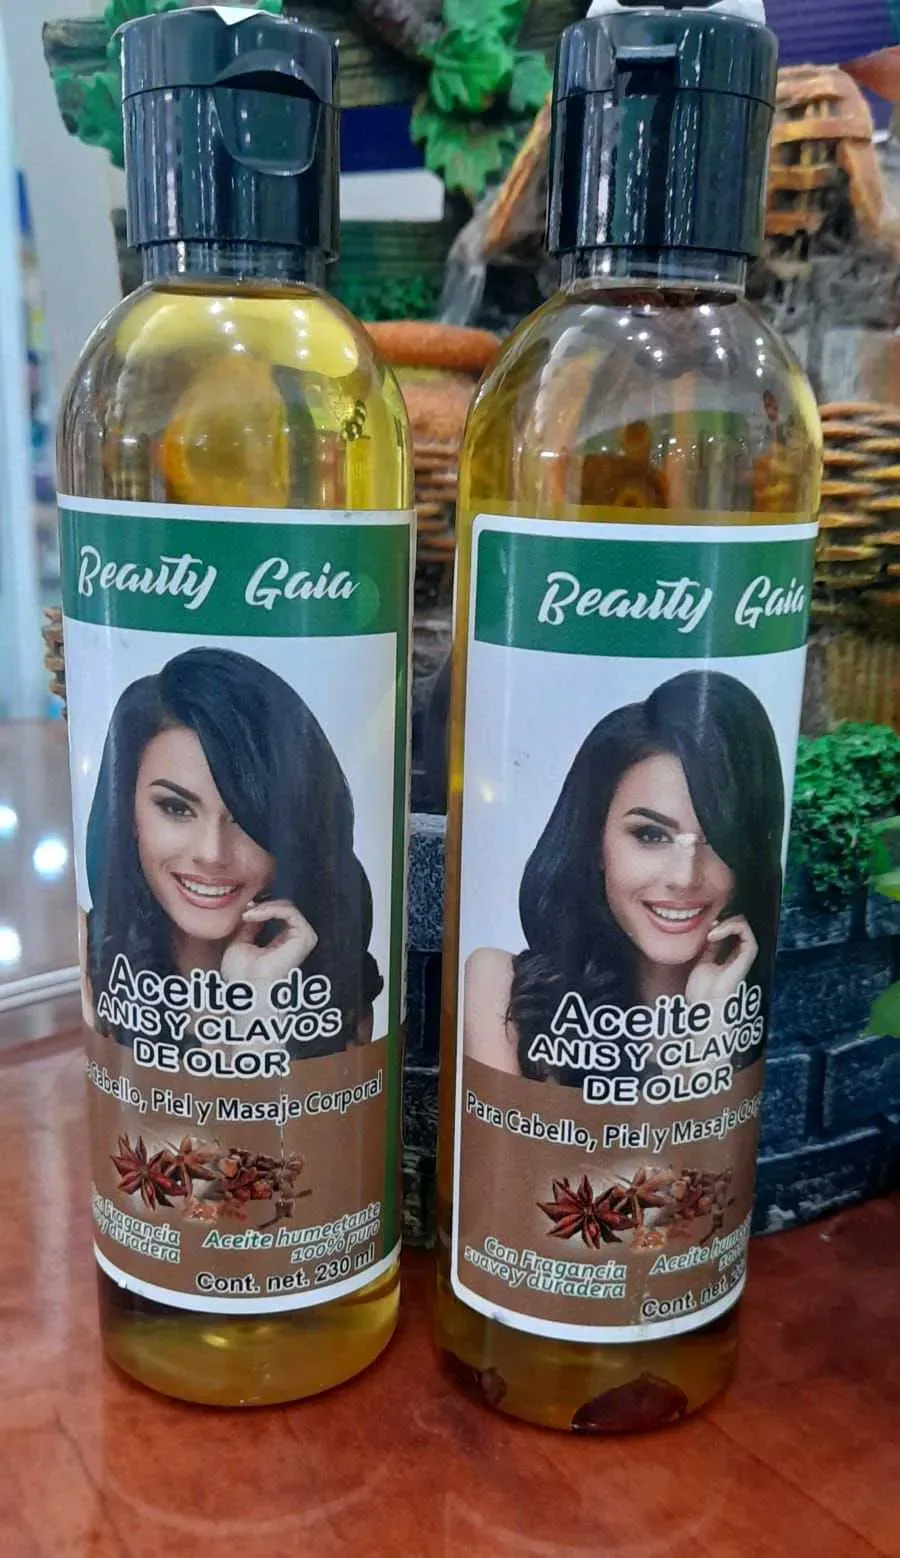 Beauty Gaia
Aceite de
ANIS Y CLAVOS
DE OLOR
Cabello, Piel y Masaje Corporal
Fragancia
y duradera
Aceite humectante
100% puro
Cont. net. 230 ml
Beauty Gaia
Aceite de
ANIS Y CLAVOS
DE OLOR
Para Cabello, Piel y Masaje
Con Fragancia
suave y duradera
Aceite
Cont. net.